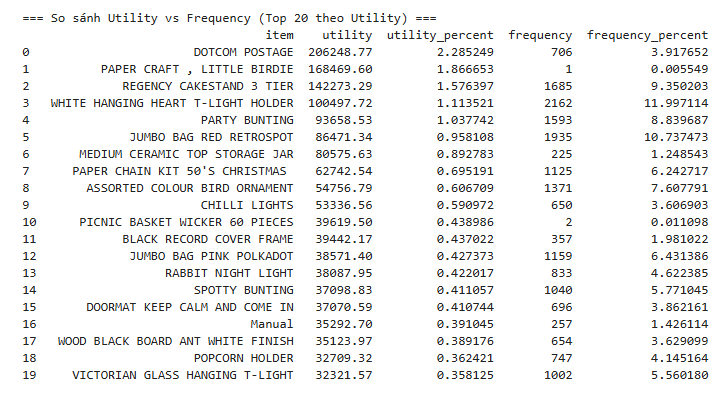 === So sánh Utility vs Frequency (Top 20 theo Utility) ===
item utility utility_percent frequency frequency_percent
0 DOTCOM POSTAGE 206248.77 2.285249 706 3.917652
1 PAPER CRAFT , LITTLE BIRDIE 168469.60 1.866653 1 0.005549
2 REGENCY CAKESTAND 3 TIER 142273.29 1.576397 1685 9.350203
3 WHITE HANGING HEART T-LIGHT HOLDER 100497.72 1.113521 2162 11.997114
4 PARTY BUNTING 93658.53 1.037742 1593 8.839687
5 JUMBO BAG RED RETROSPOT 86471.34 0.958108 1935 10.737473
6 MEDIUM CERAMIC TOP STORAGE JAR 80575.63 0.892783 225 1.248543
7 PAPER CHAIN KIT 50'S CHRISTMAS 62742.54 0.695191 1125 6.242717
8 ASSORTED COLOUR BIRD ORNAMENT 54756.79 0.606709 1371 7.607791
9 CHILLI LIGHTS 53336.56 0.590972 650 3.606903
10 PICNIC BASKET WICKER 60 PIECES 39619.50 0.438986 2 0.011098
11 BLACK RECORD COVER FRAME 39442.17 0.437022 357 1.981022
12 JUMBO BAG PINK POLKADOT 38571.40 0.427373 1159 6.431386
13 RABBIT NIGHT LIGHT 38087.95 0.422017 833 4.622385
14 SPOTTY BUNTING 37098.83 0.411057 1040 5.771045
15 DOORMAT KEEP CALM AND COME IN 37070.59 0.410744 696 3.862161
16 Manual 35292.70 0.391045 257 1.426114
17 WOOD BLACK BOARD ANT WHITE FINISH 35123.97 0.389176 654 3.629099
18 POPCORN HOLDER 32709.32 0.362421 747 4.145164
19 VICTORIAN GLASS HANGING T-LIGHT 32321.57 0.358125 1002 5.560180